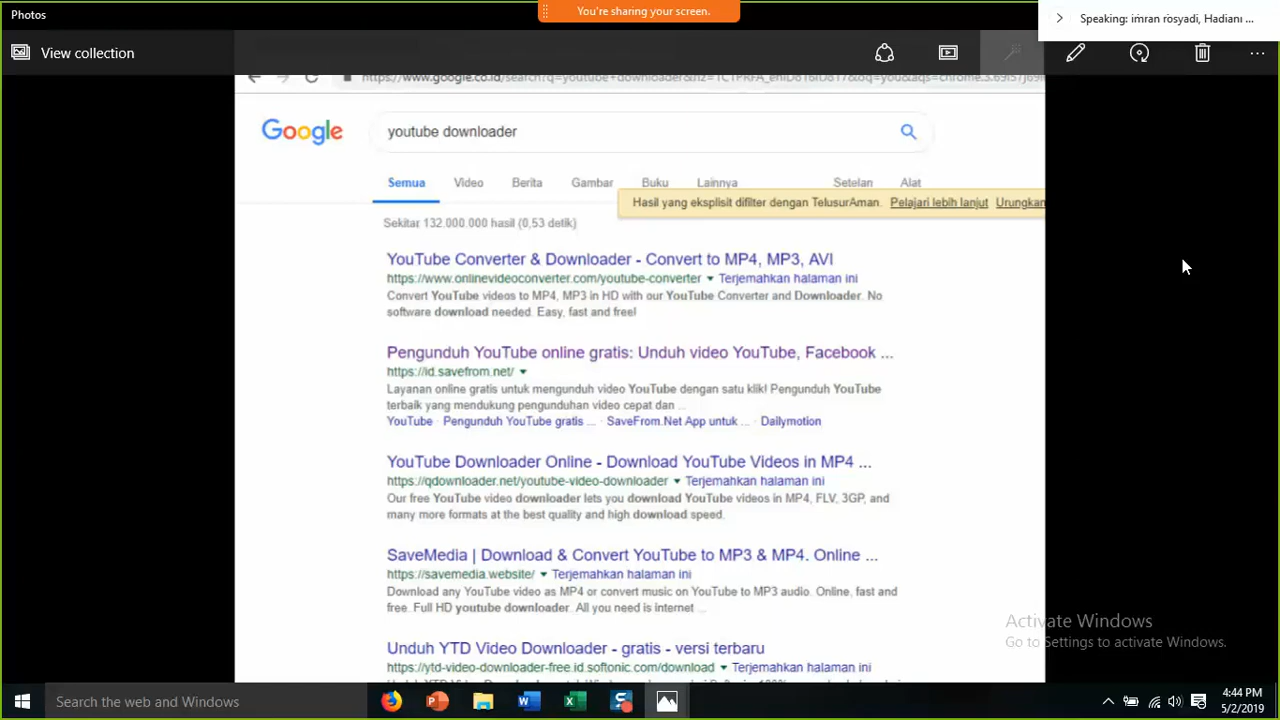 Photos
You're sharing your screen.
Speaking: imran rosyadi, Hadiani ...
View collection
Google
youtube downloader
Semua Video Berita Gambar Buku Lainnya Setelan Alat
Hasil yang eksplisit difilter dengan TelusurAman. Pelajari lebih lanjut Urungkan
Sekitar 132.000.000 hasil (0,53 detik)
YouTube Converter & Downloader - Convert to MP4, MP3, AVI
https://www.onlinevideoconverter.com/youtube-converter Terjemahkan halaman ini
Convert YouTube videos to MP4, MP3 in HD with our YouTube Converter and Downloader. No
software download needed. Easy, fast and free!
Pengunduh YouTube online gratis: Unduh video YouTube, Facebook ...
https://id.savefrom.net/
Layanan online gratis untuk mengunduh video YouTube dengan satu klik! Pengunduh YouTube
terbaik yang mendukung pengunduhan video cepat dan ...
YouTube · Pengunduh YouTube gratis ... · SaveFrom.Net App untuk ... · Dailymotion
YouTube Downloader Online - Download YouTube Videos in MP4 ...
https://qdownloader.net/youtube-video-downloader Terjemahkan halaman ini
Our free YouTube video downloader lets you download YouTube videos in MP4, FLV, 3GP, and
many more formats at the best quality and high download speed.
SaveMedia | Download & Convert YouTube to MP3 & MP4. Online ...
https://savemedia.website/ Terjemahkan halaman ini
Download any YouTube video as MP4 or convert music on YouTube to MP3 audio. Online, fast and
free. Full HD youtube downloader. All you need is internet ...
Unduh YTD Video Downloader - gratis - versi terbaru
https://ytd-video-downloader-free.id.softonic.com/download Terjemahkan halaman ini
Activate Windows
Go to Settings to activate Windows.
Search the web and Windows
4:44 PM
5/2/2019